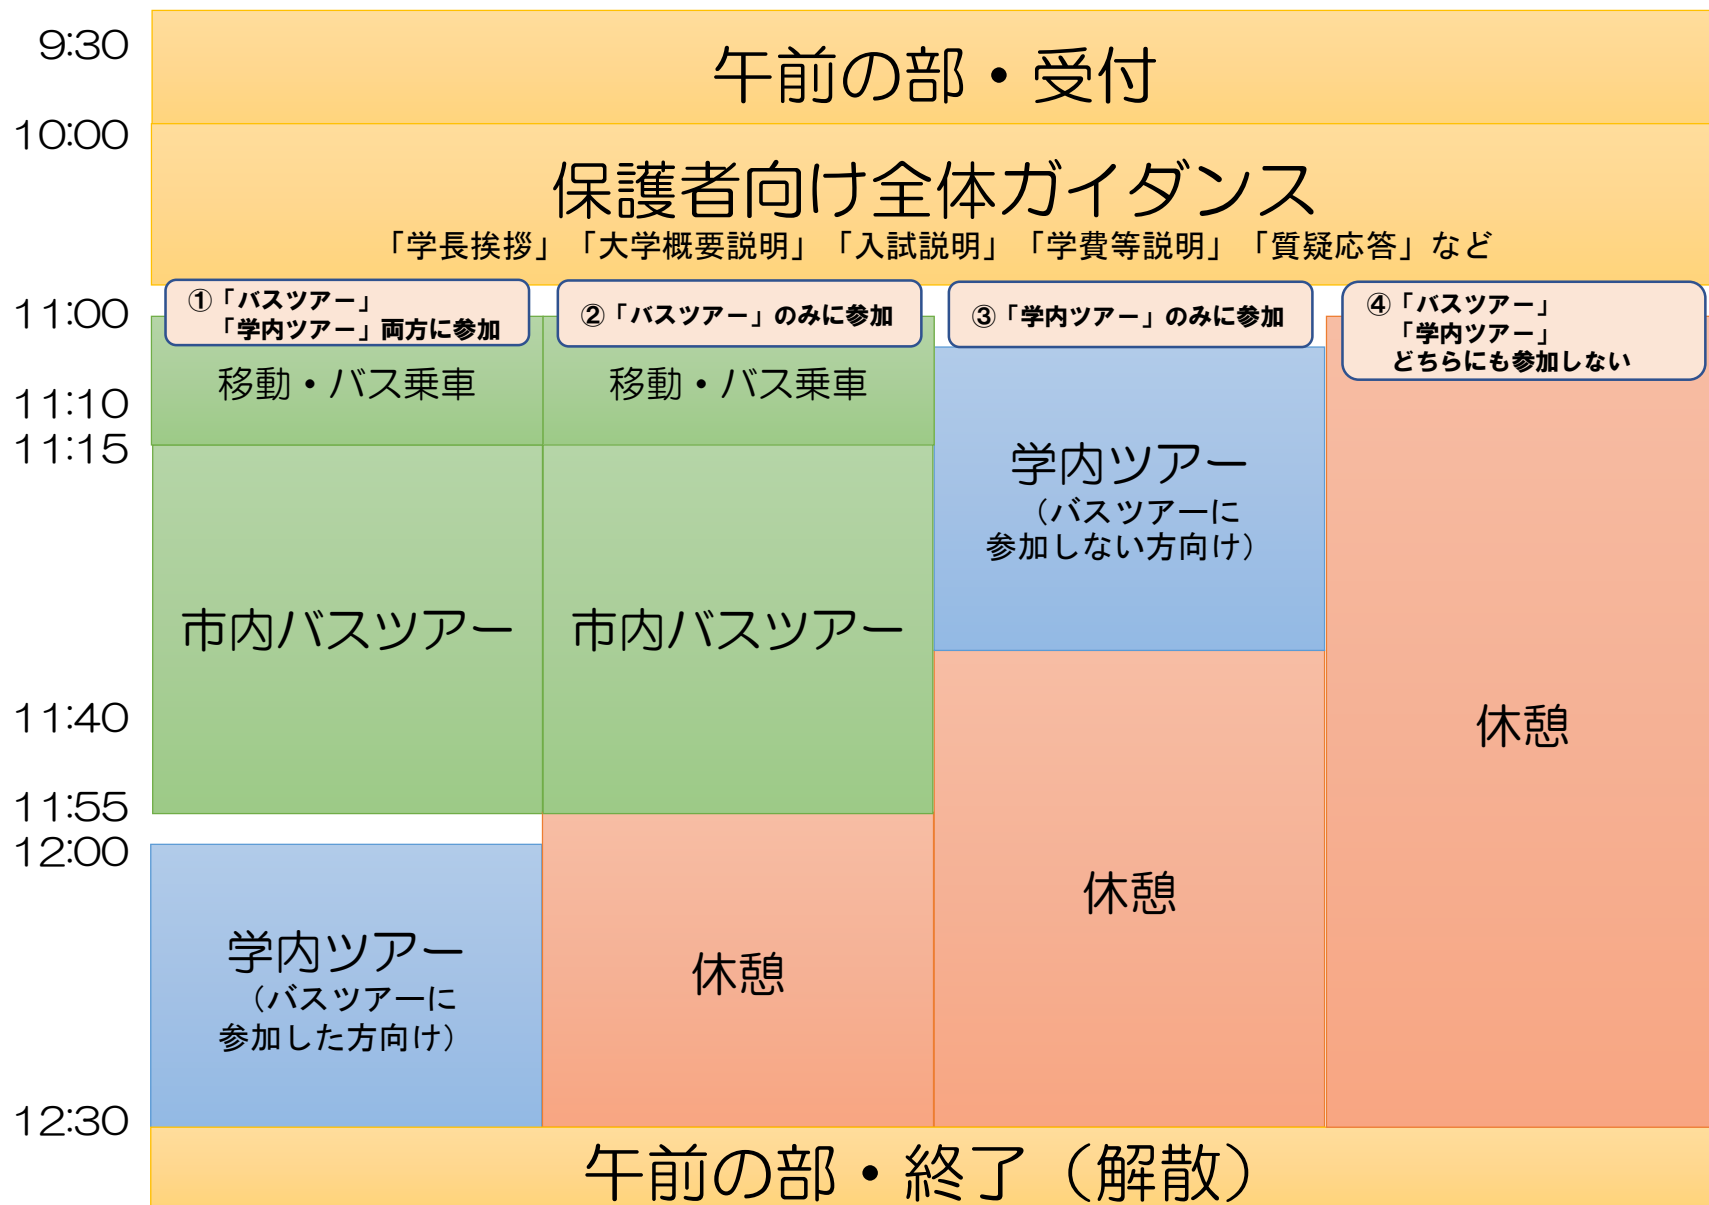 9:30
午前の部・受付
10:00
保護者向け全体ガイダンス
「学長挨拶」「大学概要説明」「入試説明」「学費等説明」「質疑応答」など
11:00
①「バスツアー」
「学内ツアー」両方に参加
②「バスツアー」のみに参加
③「学内ツアー」のみに参加
④「バスツアー」
「学内ツアー」
どちらにも参加しない
移動・バス乗車
移動・バス乗車
11:10
11:15
学内ツアー
（バスツアーに
参加しない方向け）
市内バスツアー
市内バスツアー
11:40
休憩
11:55
12:00
休憩
学内ツアー
（バスツアーに
参加した方向け）
休憩
12:30
午前の部・終了（解散）